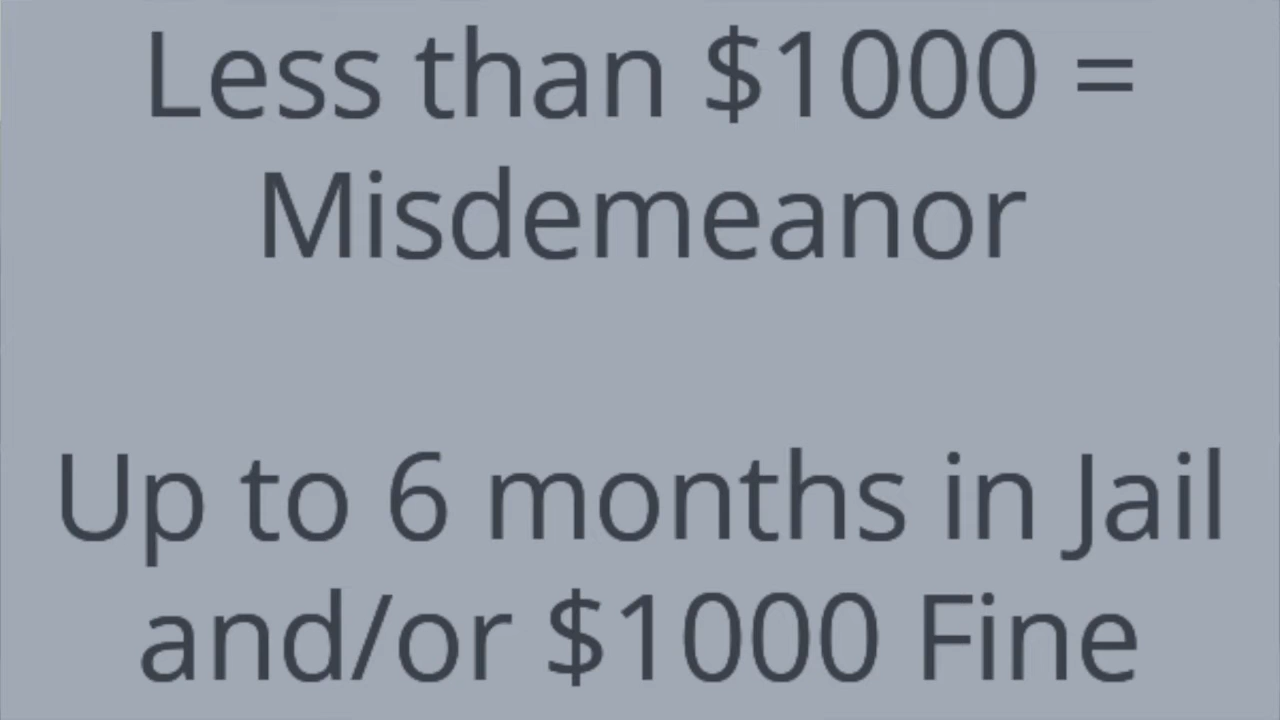 Less than $1000 =
Misdemeanor
Up to 6 months in Jail
and/or $1000 Fine